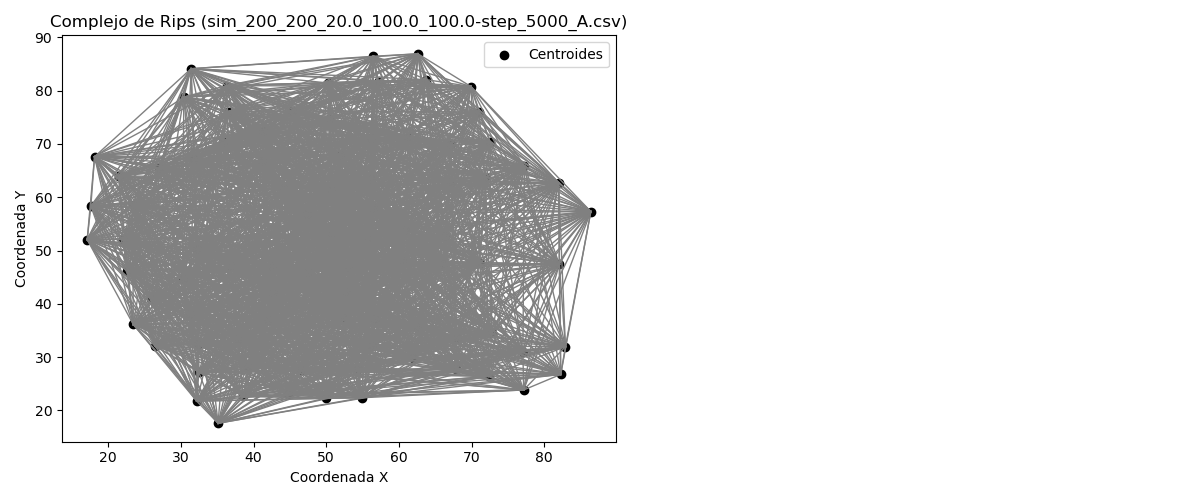 Complejo de Rips (sim_200_200_20.0_100.0_100.0-step_5000_A.csv)
90
Centroides
80
70
60
Coordenada Y
50
40
30
20
20 30 40 50 60 70 80
Coordenada X